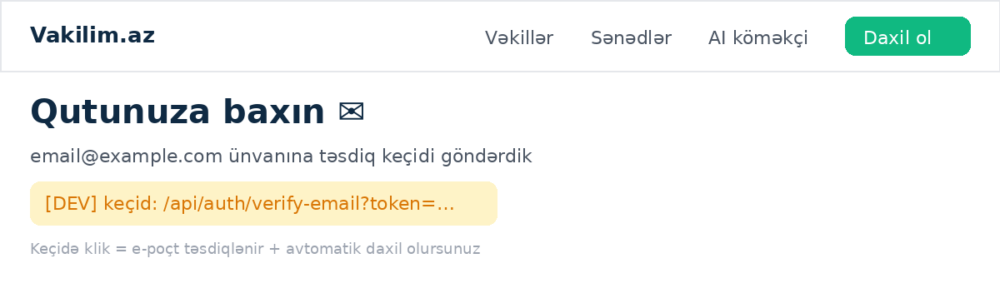 Vakilim.az Vəkillər Sənədlər AI köməkçi Daxil ol
Qutunuza baxın ✉
email@example.com ünvanına təsdiq keçidi göndərdik
[DEV] keçid: /api/auth/verify-email?token=...
Keçidə klik = e-poçt təsdiqlənir + avtomatik daxil olursunuz